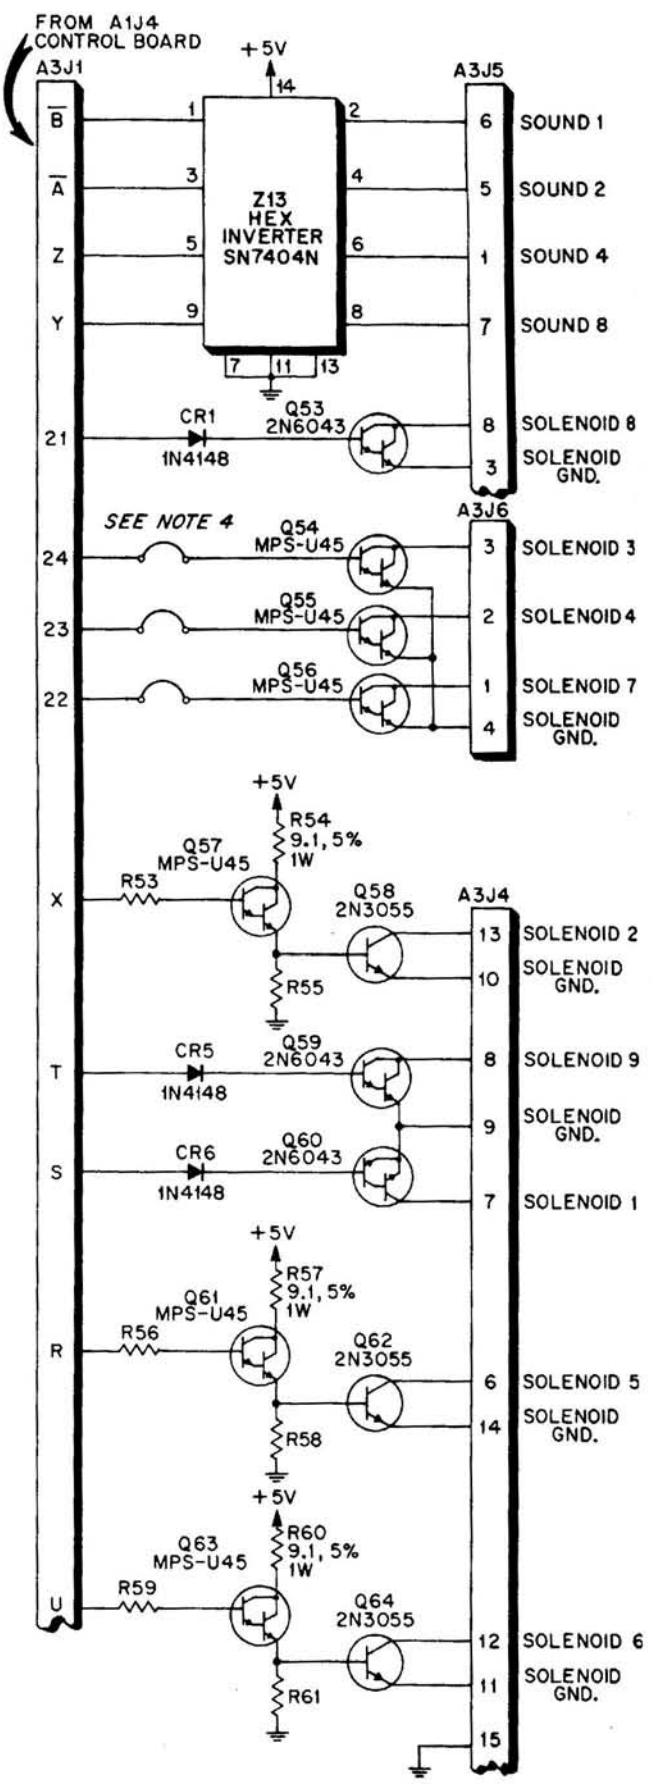 FROM A1J4
CONTROL BOARD
A3J1
+5V
A3J5
14
B̅
1
2
6
SOUND 1
A̅
3
4
5
SOUND 2
Z13
HEX
INVERTER
SN7404N
Z
5
6
1
SOUND 4
Y
9
8
7
SOUND 8
7
11
13
21
CR1
1N4148
Q53
2N6043
8
SOLENOID 8
3
SOLENOID
GND.
A3J6
SEE NOTE 4
24
Q54
MPS-U45
3
SOLENOID 3
23
Q55
MPS-U45
2
SOLENOID 4
22
Q56
MPS-U45
1
SOLENOID 7
4
SOLENOID
GND.
+5V
R54
9.1, 5%
1W
Q57
MPS-U45
X
R53
Q58
2N3055
A3J4
13
SOLENOID 2
10
SOLENOID
GND.
R55
T
CR5
1N4148
Q59
2N6043
8
SOLENOID 9
9
SOLENOID
GND.
S
CR6
1N4148
Q60
2N6043
7
SOLENOID 1
+5V
R57
9.1, 5%
1W
Q61
MPS-U45
R
R56
Q62
2N3055
6
SOLENOID 5
14
SOLENOID
GND.
R58
+5V
R60
9.1, 5%
1W
Q63
MPS-U45
U
R59
Q64
2N3055
12
SOLENOID 6
11
SOLENOID
GND.
R61
15